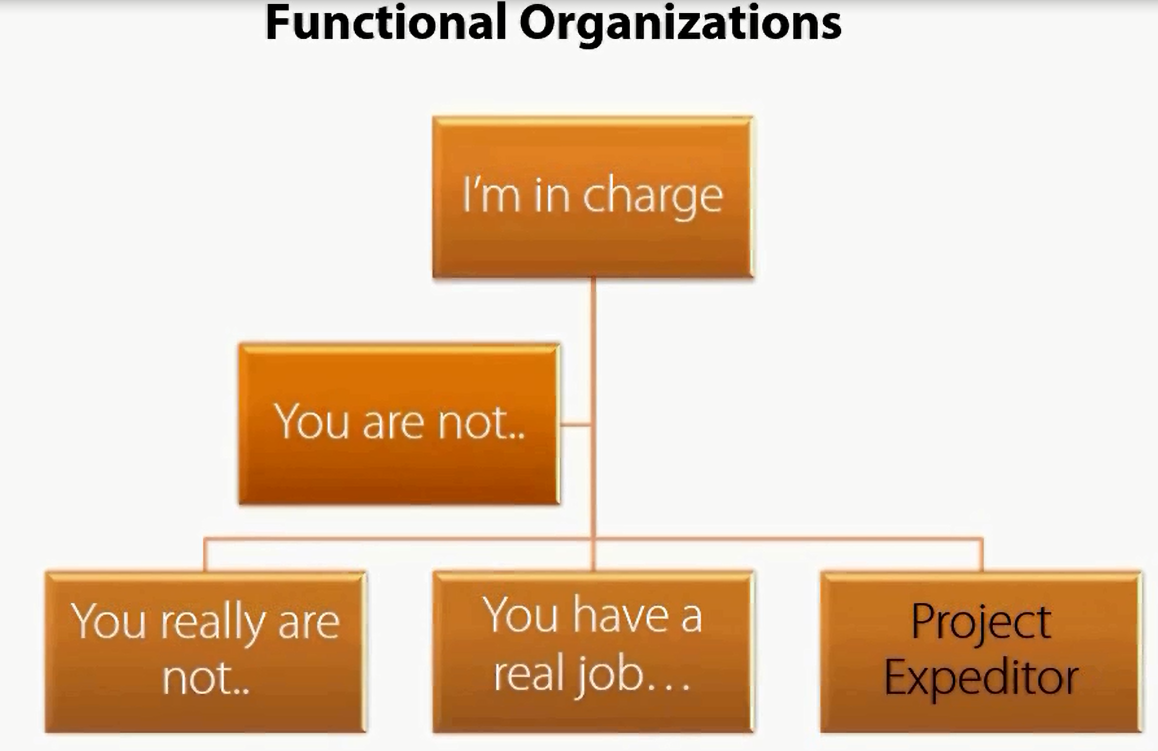 Functional Organizations
I'm in charge
You are not..
You really are
not..
You have a
real job...
Project
Expeditor